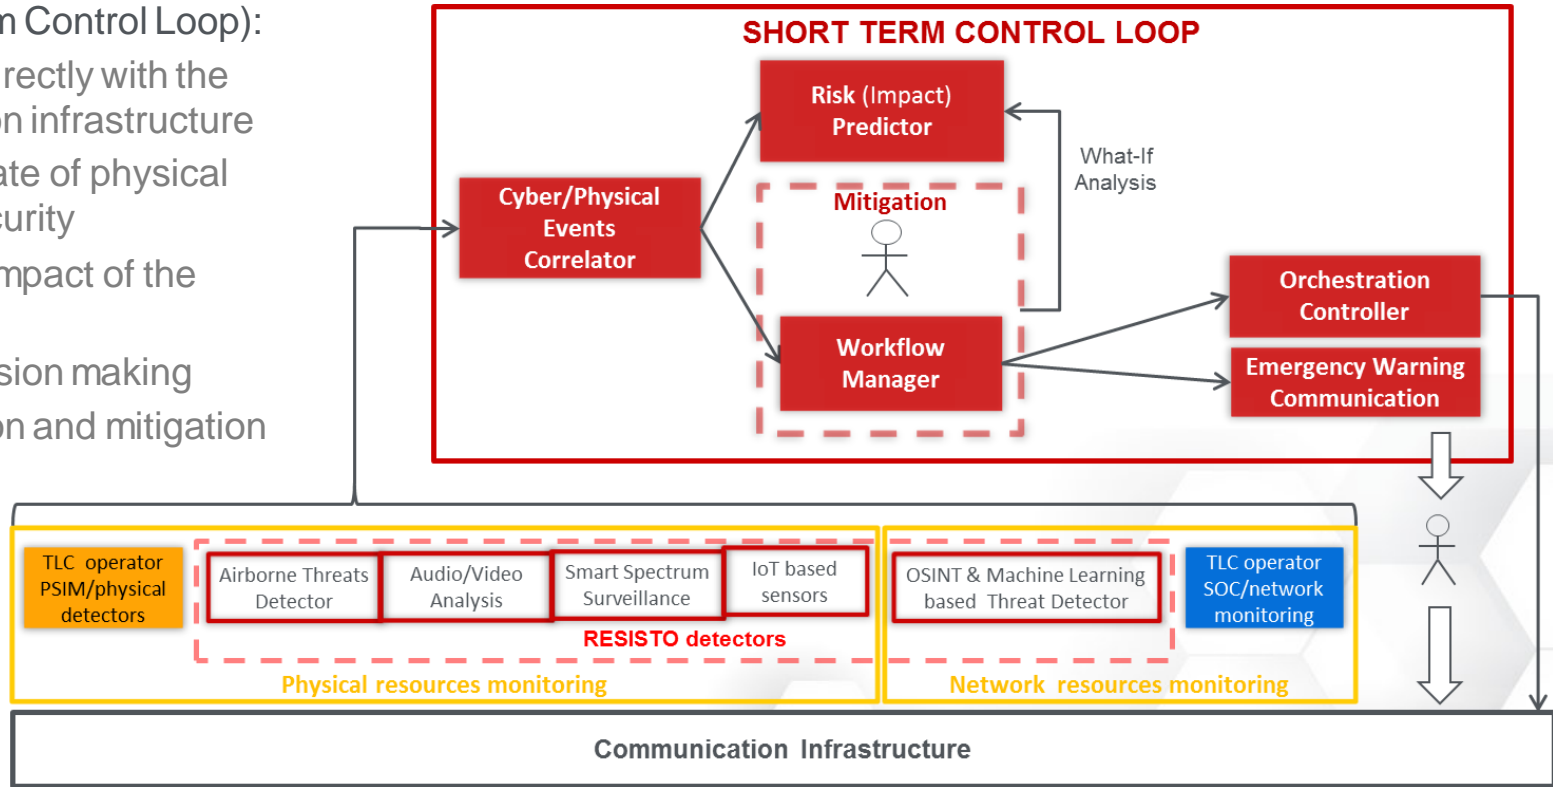 m Control Loop):
rectly with the
on infrastructure
ate of physical
curity
mpact of the
sion making
on and mitigation
SHORT TERM CONTROL LOOP
Risk (Impact)
Predictor
What-If
Analysis
Cyber/Physical
Events
Correlator
Mitigation
Workflow
Manager
Orchestration
Controller
Emergency Warning
Communication
TLC operator
PSIM/physical
detectors
Airborne Threats
Detector
Audio/Video
Analysis
Smart Spectrum
Surveillance
IoT based
sensors
OSINT & Machine Learning
based Threat Detector
TLC operator
SOC/network
monitoring
RESISTO detectors
Physical resources monitoring
Network resources monitoring
Communication Infrastructure